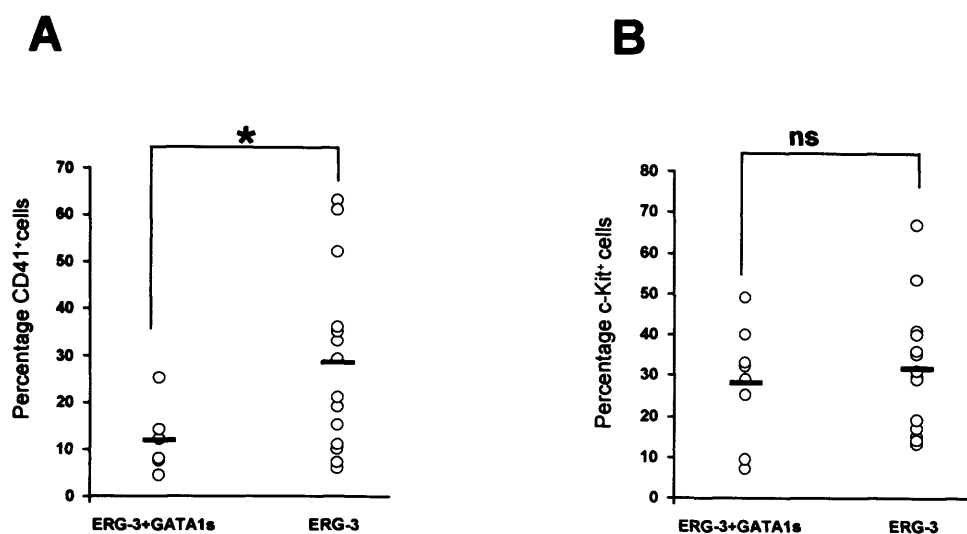 A
B
*
ns
Percentage CD41⁺cells
70
60
50
40
30
20
10
0
ERG-3+GATA1s
ERG-3
Percentage c-Kit⁺ cells
80
70
60
50
40
30
20
10
0
ERG-3+GATA1s
ERG-3